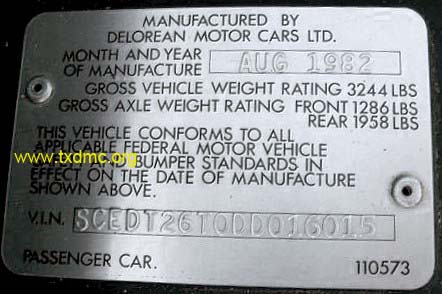 MANUFACTURED BY
DELOREAN MOTOR CARS LTD.
MONTH AND YEAR
OF MANUFACTURE AUG 1982
GROSS VEHICLE WEIGHT RATING 3244 LBS
GROSS AXLE WEIGHT RATING FRONT 1286 LBS
REAR 1958 LBS
THIS VEHICLE CONFORMS TO ALL
APPLICABLE FEDERAL MOTOR VEHICLE
www.txdmc.org BUMPER STANDARDS IN
EFFECT ON THE DATE OF MANUFACTURE
SHOWN ABOVE.
V.I.N. SCEDT26T0DD016015
PASSENGER CAR. 110573